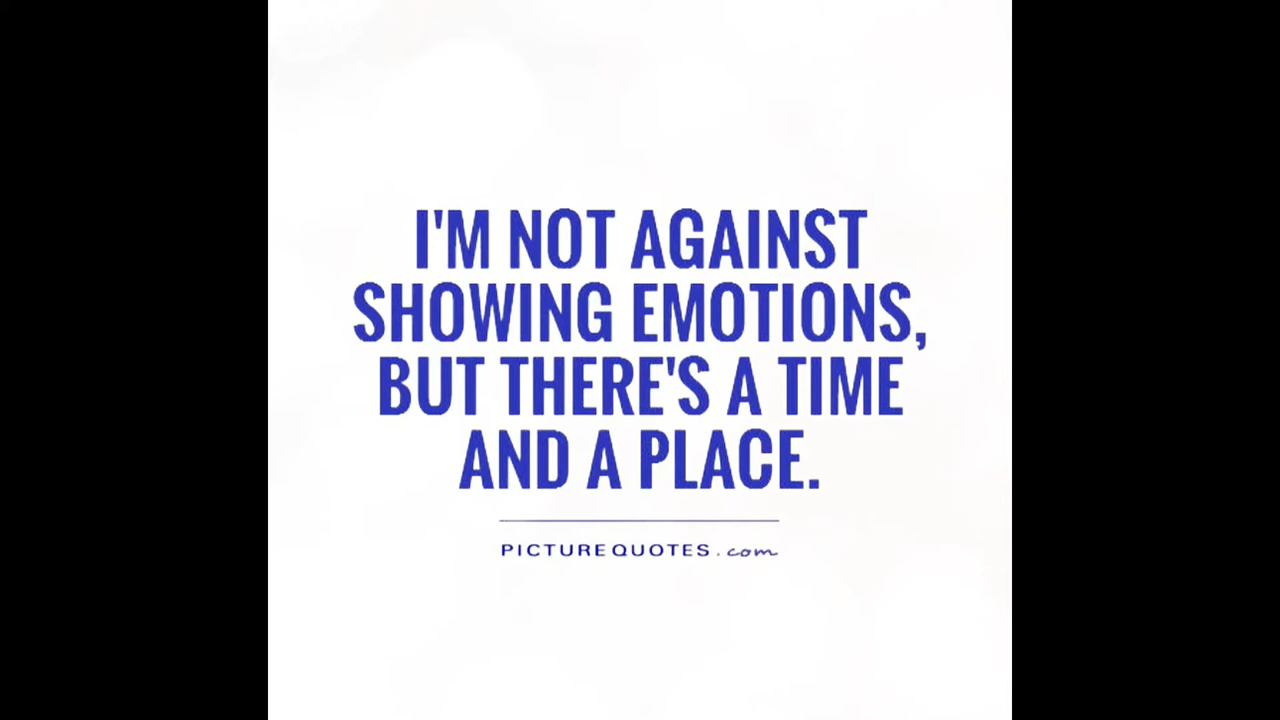 I'M NOT AGAINST
SHOWING EMOTIONS,
BUT THERE'S A TIME
AND A PLACE.
PICTUREQUOTES.com